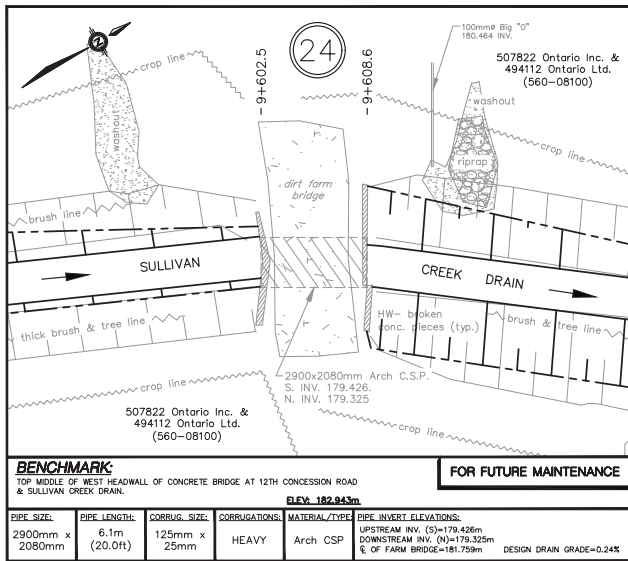 N
crop line
9+602.5
24
9+608.6
100mmø Big "O"
180.464 INV.
507822 Ontario Inc. &
494112 Ontario Ltd.
(560-08100)
washout
crop line
washout
riprap
dirt farm
bridge
brush line
SULLIVAN
CREEK DRAIN
thick brush & tree line
HW- broken
conc. pieces (typ.)
brush &
tree line
2900x2080mm Arch C.S.P.
S. INV. 179.426.
N. INV. 179.325
crop line
507822 Ontario Inc. &
494112 Ontario Ltd.
(560-08100)
crop line
BENCHMARK:
TOP MIDDLE OF WEST HEADWALL OF CONCRETE BRIDGE AT 12TH CONCESSION ROAD
& SULLIVAN CREEK DRAIN.
ELEV: 182.943m
FOR FUTURE MAINTENANCE
PIPE SIZE:
2900mm x
2080mm
PIPE LENGTH:
6.1m
(20.0ft)
CORRUG. SIZE:
125mm x
25mm
CORRUGATIONS:
HEAVY
MATERIAL/TYPE:
Arch CSP
PIPE INVERT ELEVATIONS:
UPSTREAM INV. (S)=179.426m
DOWNSTREAM INV. (N)=179.325m
℄ OF FARM BRIDGE=181.759m DESIGN DRAIN GRADE=0.24%